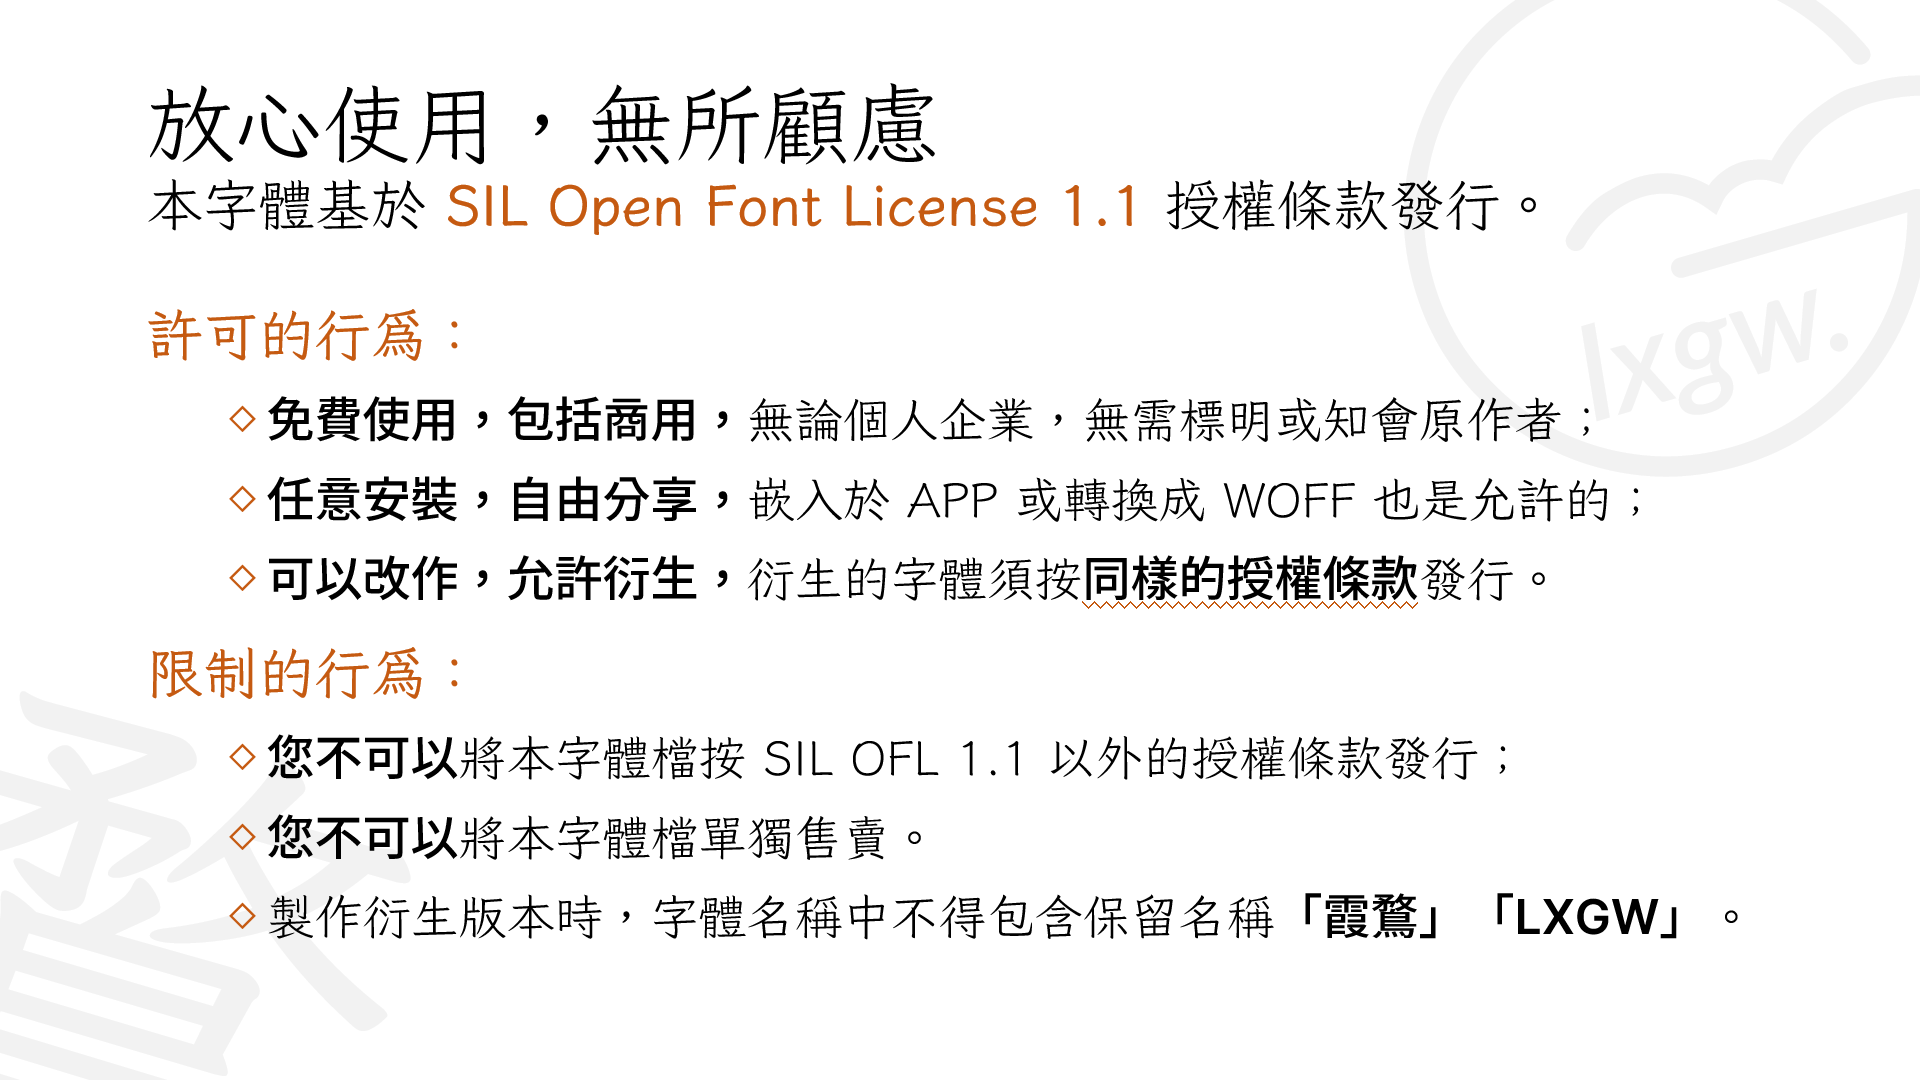 放心使用，無所顧慮
本字體基於 SIL Open Font License 1.1 授權條款發行。
lxgw.
許可的行爲：
◇免費使用，包括商用，無論個人企業，無需標明或知會原作者；
◇任意安裝，自由分享，嵌入於 APP 或轉換成 WOFF 也是允許的；
◇可以改作，允許衍生，衍生的字體須按同樣的授權條款發行。
限制的行爲：
◇您不可以將本字體檔按 SIL OFL 1.1 以外的授權條款發行；
◇您不可以將本字體檔單獨售賣。
◇製作衍生版本時，字體名稱中不得包含保留名稱「霞鶩」「LXGW」。